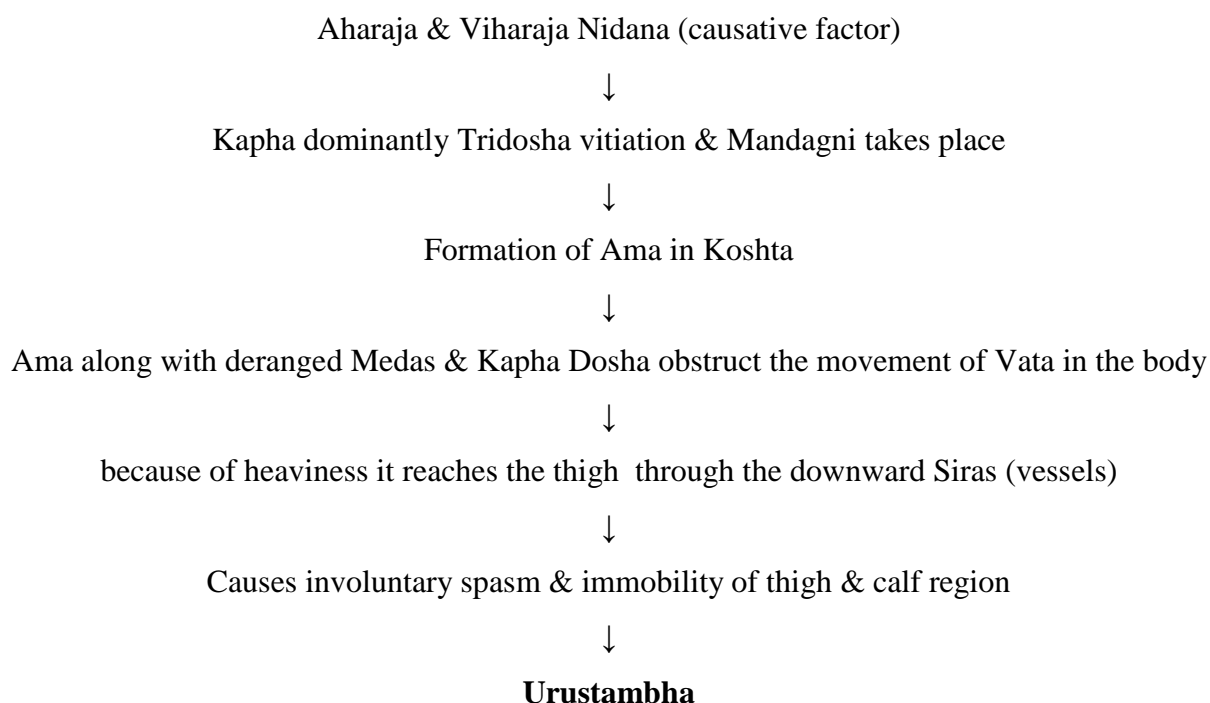 Aharaja & Viharaja Nidana (causative factor)
↓
Kapha dominantly Tridosha vitiation & Mandagni takes place
↓
Formation of Ama in Koshta
↓
Ama along with deranged Medas & Kapha Dosha obstruct the movement of Vata in the body
↓
because of heaviness it reaches the thigh through the downward Siras (vessels)
↓
Causes involuntary spasm & immobility of thigh & calf region
↓
Urustambha